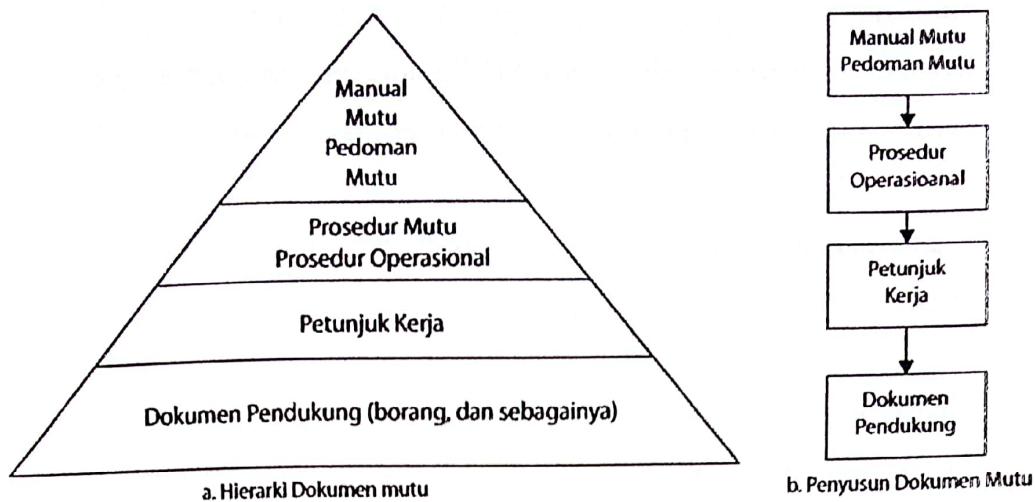 Manual
Mutu
Pedoman
Mutu
Prosedur Mutu
Prosedur Operasional
Petunjuk Kerja
Dokumen Pendukung (borang, dan sebagainya)
a. Hierarki Dokumen mutu
Manual Mutu
Pedoman Mutu
Prosedur
Operasioanal
Petunjuk
Kerja
Dokumen
Pendukung
b. Penyusun Dokumen Mutu